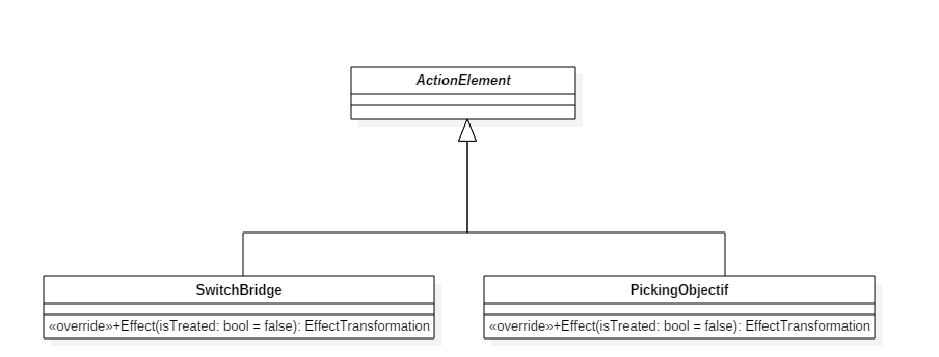 ActionElement
SwitchBridge
«override»+Effect(isTreated: bool = false): EffectTransformation
PickingObjectif
«override»+Effect(isTreated: bool = false): EffectTransformation